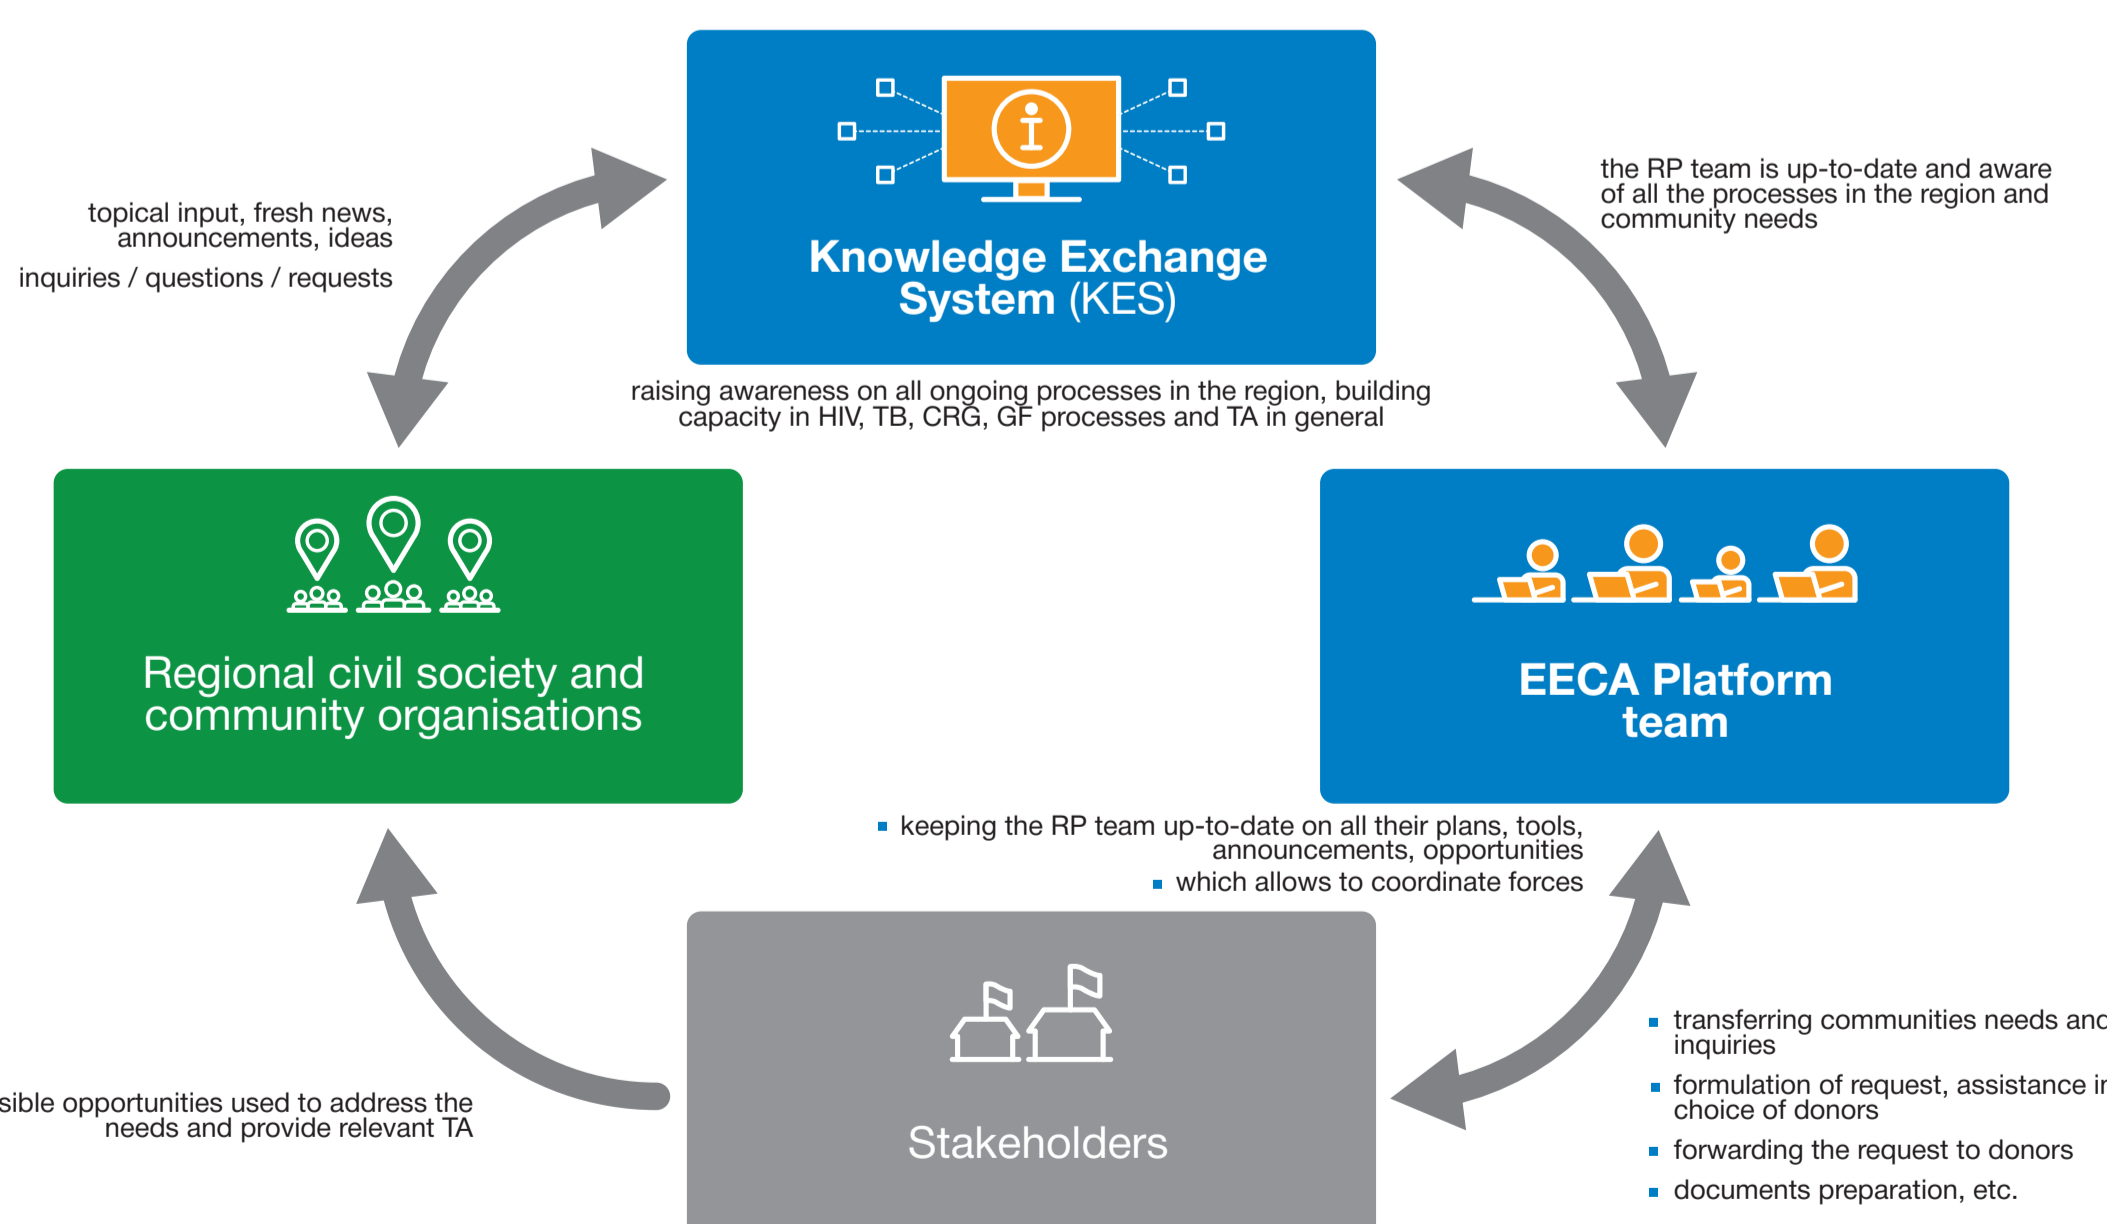 the RP team is up-to-date and aware
of all the processes in the region and
community needs
topical input, fresh news,
announcements, ideas
inquiries / questions / requests
Knowledge Exchange
System (KES)
raising awareness on all ongoing processes in the region, building
capacity in HIV, TB, CRG, GF processes and TA in general
Regional civil society and
community organisations
EECA Platform
team
keeping the RP team up-to-date on all their plans, tools,
announcements, opportunities
which allows to coordinate forces
Stakeholders
opportunities used to address the
needs and provide relevant TA
transferring communities needs and
inquiries
formulation of request, assistance in
choice of donors
forwarding the request to donors
documents preparation, etc.